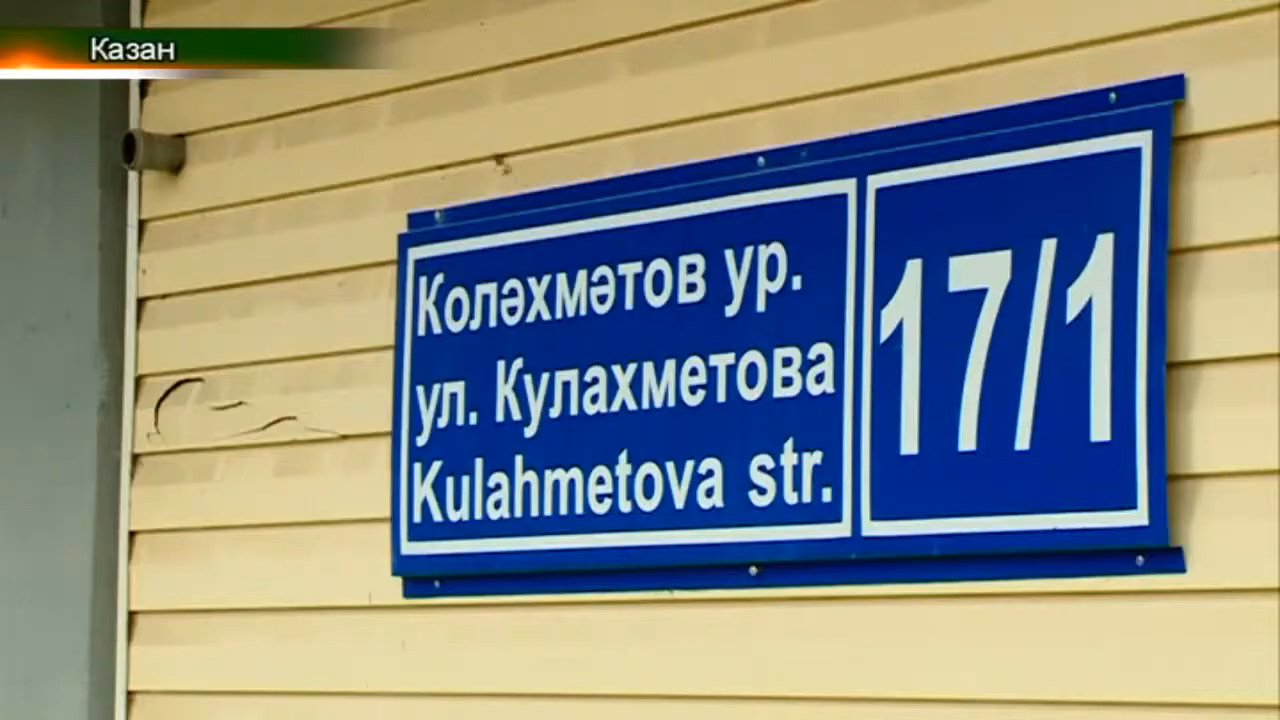 Казан
Коләхмәтов ур.
ул. Кулахметова
Kulahmetova str.
17/1